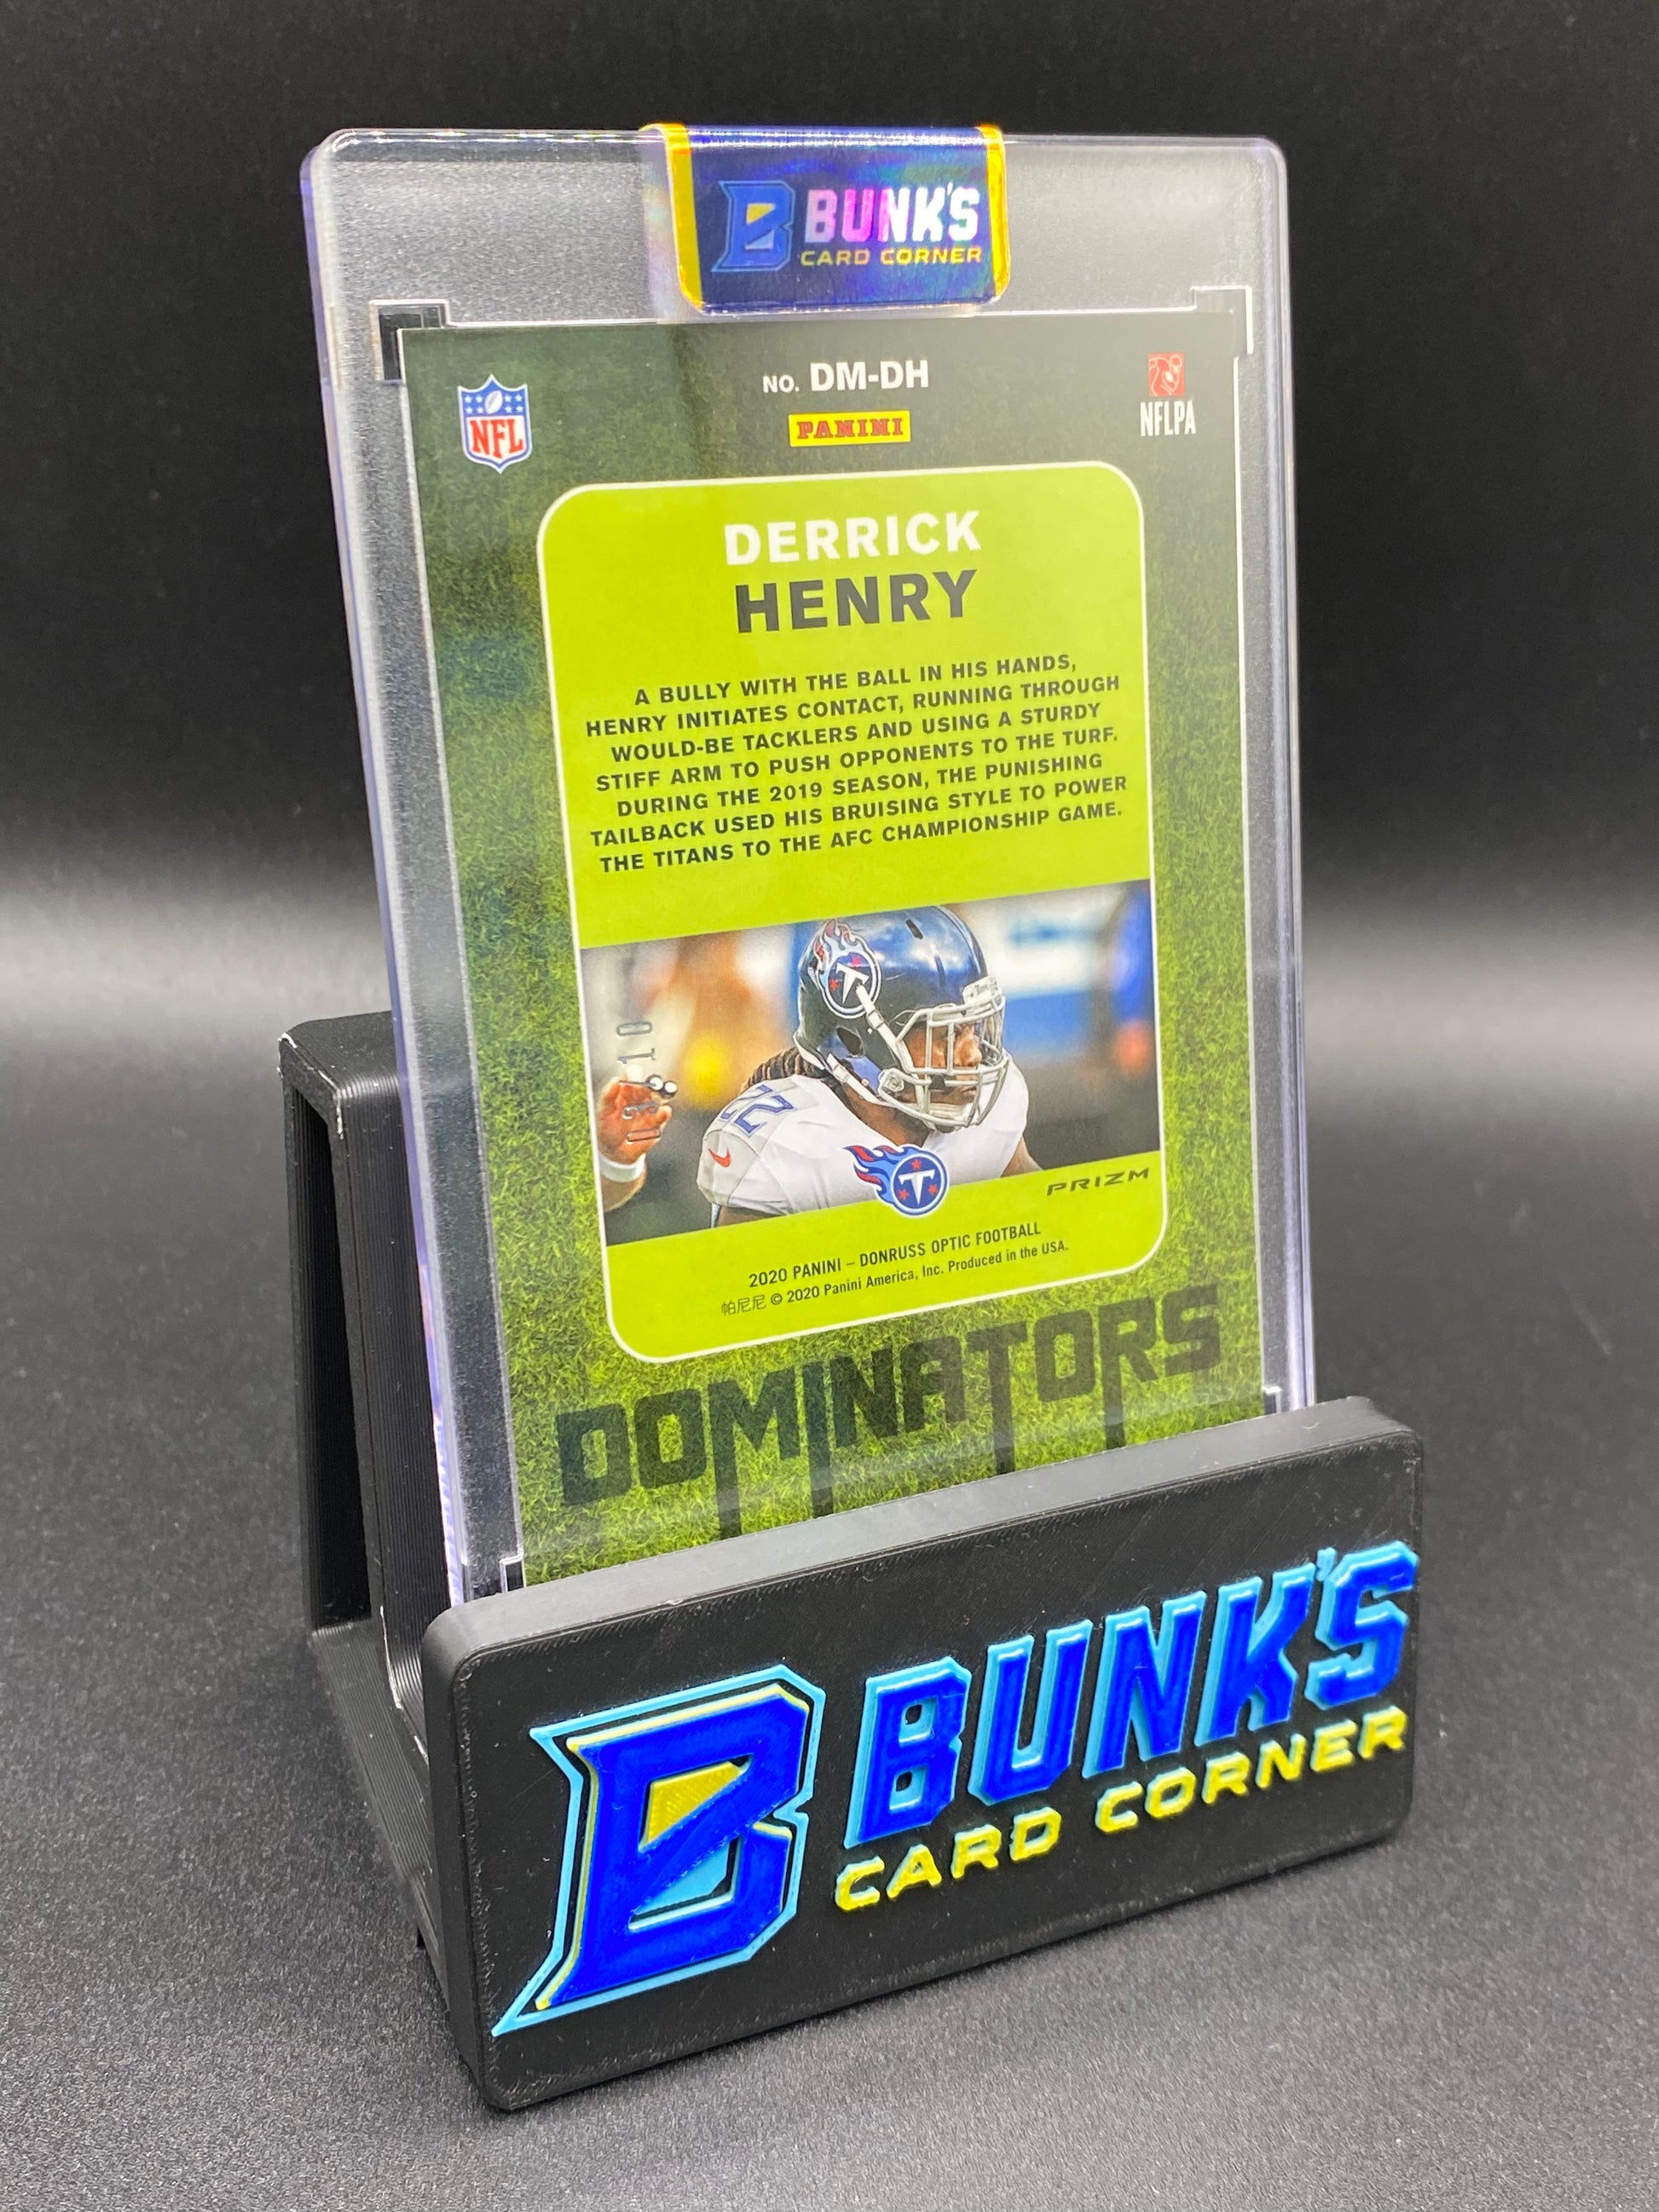 BUNK'S
CARD CORNER
NO. DM-DH
PANINI
NFL
NFLPA
DERRICK
HENRY
A BULLY WITH THE BALL IN HIS HANDS,
HENRY INITIATES CONTACT, RUNNING THROUGH
WOULD-BE TACKLERS AND USING A STURDY
STIFF ARM TO PUSH OPPONENTS TO THE TURF.
DURING THE 2019 SEASON, THE PUNISHING
TAILBACK USED HIS BRUISING STYLE TO POWER
THE TITANS TO THE AFC CHAMPIONSHIP GAME.
22
T
PRIZM
2020 PANINI – DONRUSS OPTIC FOOTBALL
帕尼尼 © 2020 Panini America, Inc. Produced in the USA.
DOMINATORS
B BUNK'S
CARD CORNER